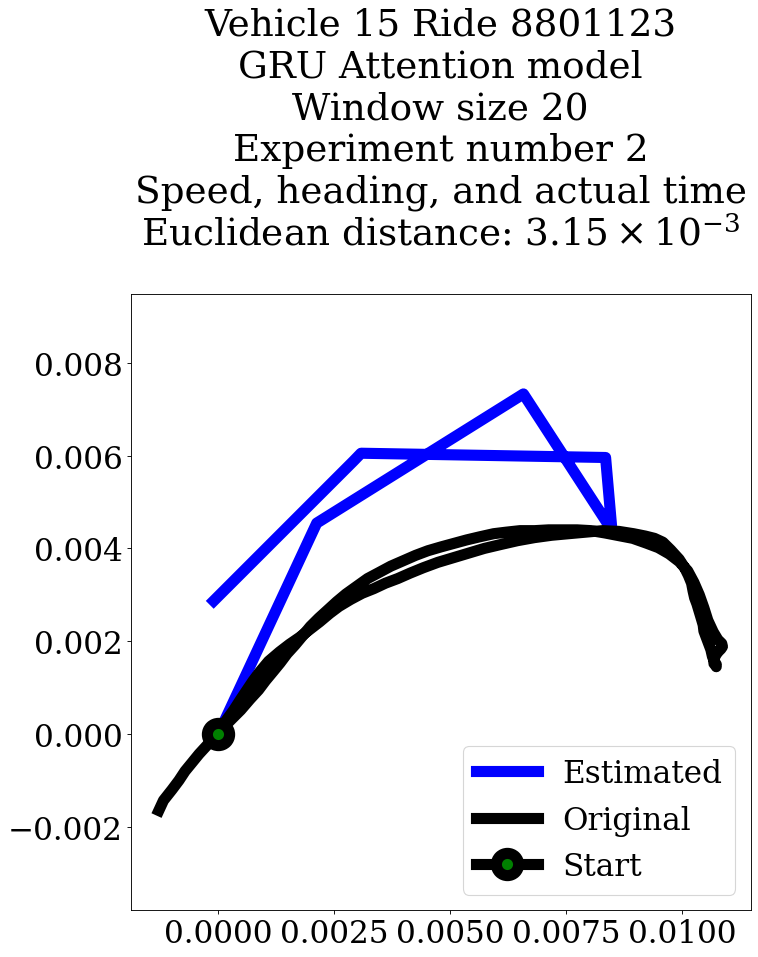 Vehicle 15 Ride 8801123
GRU Attention model
Window size 20
Experiment number 2
Speed, heading, and actual time
Euclidean distance: 3.15 × 10⁻³
0.008
0.006
0.004
0.002
0.000
−0.002
Estimated
Original
Start
0.0000 0.0025 0.0050 0.0075 0.0100